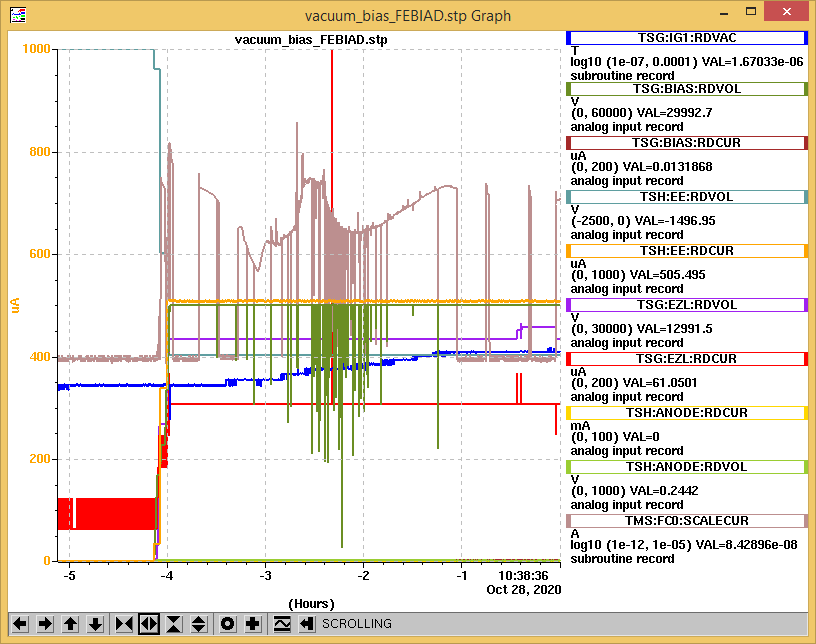 vacuum_bias_FEBIAD.stp Graph
vacuum_bias_FEBIAD.stp
1000
800
600
400
200
0
uA
-5
-4
-3
-2
-1
10:38:36
Oct 28, 2020
(Hours)
TSG:IG1:RDVAC
T
log10 (1e-07, 0.0001) VAL=1.67033e-06
subroutine record
TSG:BIAS:RDVOL
V
(0, 60000) VAL=29992.7
analog input record
TSG:BIAS:RDCUR
uA
(0, 200) VAL=0.0131868
analog input record
TSH:EE:RDVOL
V
(-2500, 0) VAL=-1496.95
analog input record
TSH:EE:RDCUR
uA
(0, 1000) VAL=505.495
analog input record
TSG:EZL:RDVOL
V
(0, 30000) VAL=12991.5
analog input record
TSG:EZL:RDCUR
uA
(0, 200) VAL=61.0501
analog input record
TSH:ANODE:RDCUR
mA
(0, 100) VAL=0
analog input record
TSH:ANODE:RDVOL
V
(0, 1000) VAL=0.2442
analog input record
TMS:FC0:SCALECUR
A
log10 (1e-12, 1e-05) VAL=8.42896e-08
subroutine record
SCROLLING